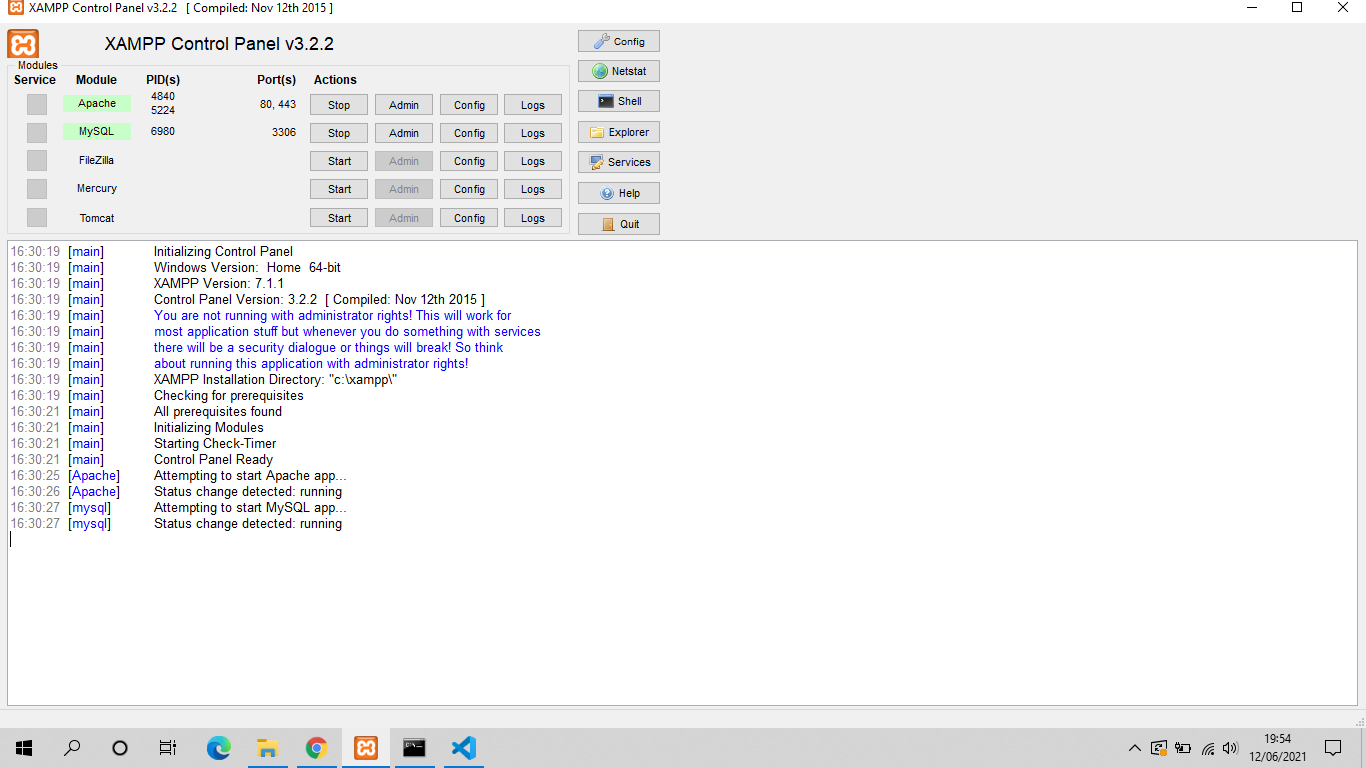 XAMPP Control Panel v3.2.2 [ Compiled: Nov 12th 2015 ]
XAMPP Control Panel v3.2.2
Modules
Service Module PID(s) Port(s) Actions
Apache 4840 5224 80, 443 Stop Admin Config Logs
MySQL 6980 3306 Stop Admin Config Logs
FileZilla Start Admin Config Logs
Mercury Start Admin Config Logs
Tomcat Start Admin Config Logs
Config
Netstat
Shell
Explorer
Services
Help
Quit
16:30:19 [main] Initializing Control Panel
16:30:19 [main] Windows Version: Home 64-bit
16:30:19 [main] XAMPP Version: 7.1.1
16:30:19 [main] Control Panel Version: 3.2.2 [ Compiled: Nov 12th 2015 ]
16:30:19 [main] You are not running with administrator rights! This will work for
16:30:19 [main] most application stuff but whenever you do something with services
16:30:19 [main] there will be a security dialogue or things will break! So think
16:30:19 [main] about running this application with administrator rights!
16:30:19 [main] XAMPP Installation Directory: "c:\xampp\"
16:30:19 [main] Checking for prerequisites
16:30:21 [main] All prerequisites found
16:30:21 [main] Initializing Modules
16:30:21 [main] Starting Check-Timer
16:30:21 [main] Control Panel Ready
16:30:25 [Apache] Attempting to start Apache app...
16:30:26 [Apache] Status change detected: running
16:30:27 [mysql] Attempting to start MySQL app...
16:30:27 [mysql] Status change detected: running
19:54
12/06/2021